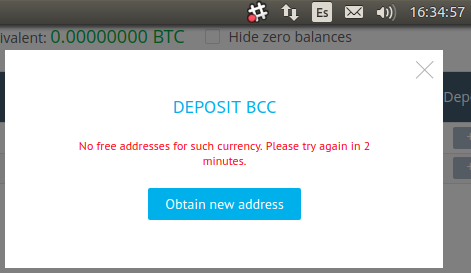 Es 16:34:57
ivalent: 0.00000000 BTC Hide zero balances
Depo
DEPOSIT BCC
No free addresses for such currency. Please try again in 2
minutes.
Obtain new address